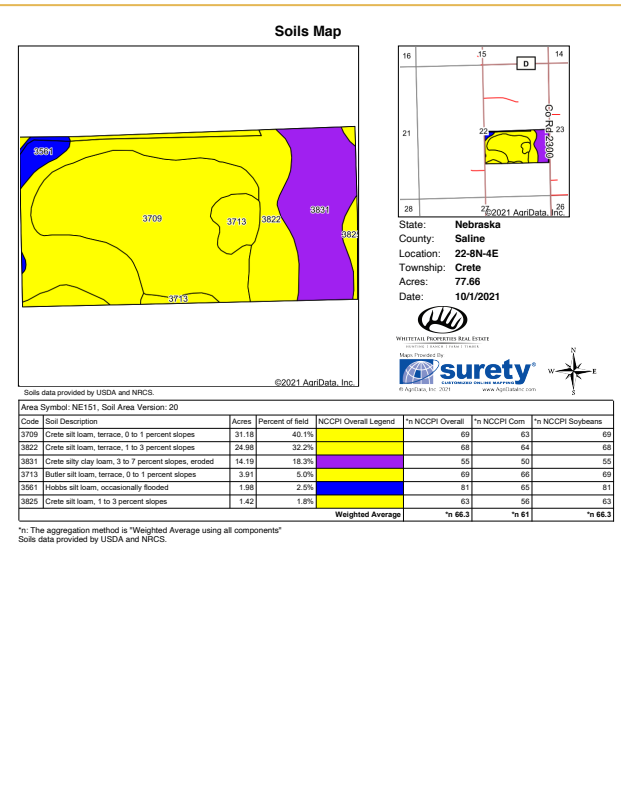 Soils Map
3561
3709
3713
3822
3831
382
3713
©2021 AgriData, Inc.
Soils data provided by USDA and NRCS.
16
15
14
D
21
22
23
Co Rd 2300
28
27
26
©2021 AgriData, Inc.
State: Nebraska
County: Saline
Location: 22-8N-4E
Township: Crete
Acres: 77.66
Date: 10/1/2021
WHITETAIL PROPERTIES REAL ESTATE
HUNTING | RANCH | FARM | TIMBER
Maps Provided By
surety®
CUSTOMIZED ONLINE MAPPING
© AgriData, Inc. 2021 www.AgriDataInc.com
N
W E
S
Area Symbol: NE151, Soil Area Version: 20
Code Soil Description Acres Percent of field NCCPI Overall Legend *n NCCPI Overall *n NCCPI Corn *n NCCPI Soybeans
3709 Crete silt loam, terrace, 0 to 1 percent slopes 31.18 40.1% 69 63 69
3822 Crete silt loam, terrace, 1 to 3 percent slopes 24.98 32.2% 68 64 68
3831 Crete silty clay loam, 3 to 7 percent slopes, eroded 14.19 18.3% 55 50 55
3713 Butler silt loam, terrace, 0 to 1 percent slopes 3.91 5.0% 69 66 69
3561 Hobbs silt loam, occasionally flooded 1.98 2.5% 81 65 81
3825 Crete silt loam, 1 to 3 percent slopes 1.42 1.8% 63 56 63
Weighted Average *n 66.3 *n 61 *n 66.3
*n: The aggregation method is "Weighted Average using all components"
Soils data provided by USDA and NRCS.